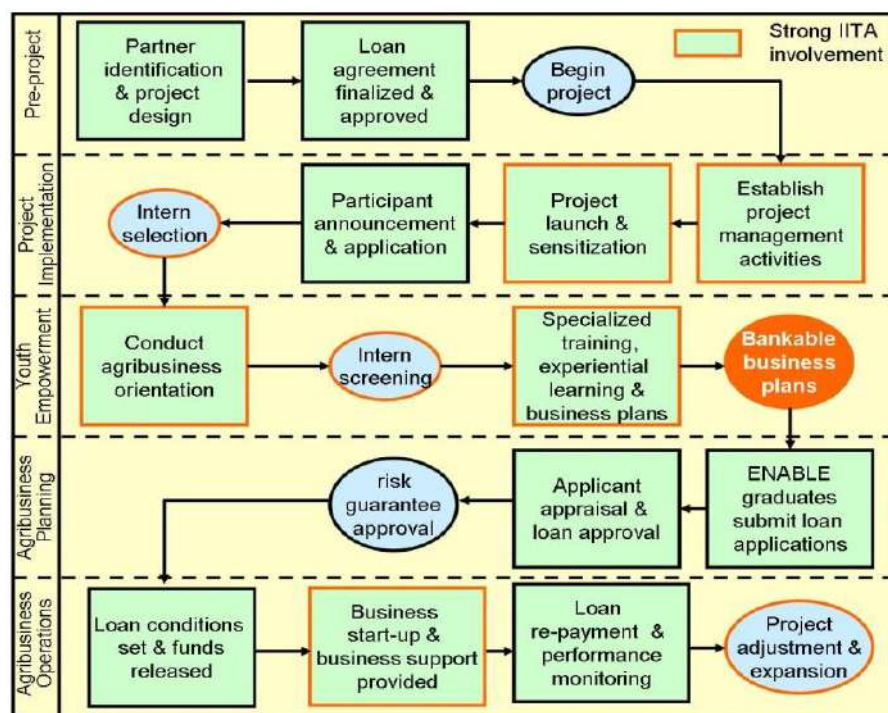 Pre-project
Partner
identification
& project
design
Loan
agreement
finalized &
approved
Begin
project
Strong IITA
involvement
Project
Implementation
Intern
selection
Participant
announcement
& application
Project
launch &
sensitization
Establish
project
management
activities
Youth
Empowerment
Conduct
agribusiness
orientation
Intern
screening
Specialized
training,
experiential
learning &
business plans
Bankable
business
plans
Agribusiness
Planning
risk
guarantee
approval
Applicant
appraisal &
loan approval
ENABLE
graduates
submit loan
applications
Agribusiness
Operations
Loan conditions
set & funds
released
Business
start-up &
business support
provided
Loan
re-payment &
performance
monitoring
Project
adjustment &
expansion